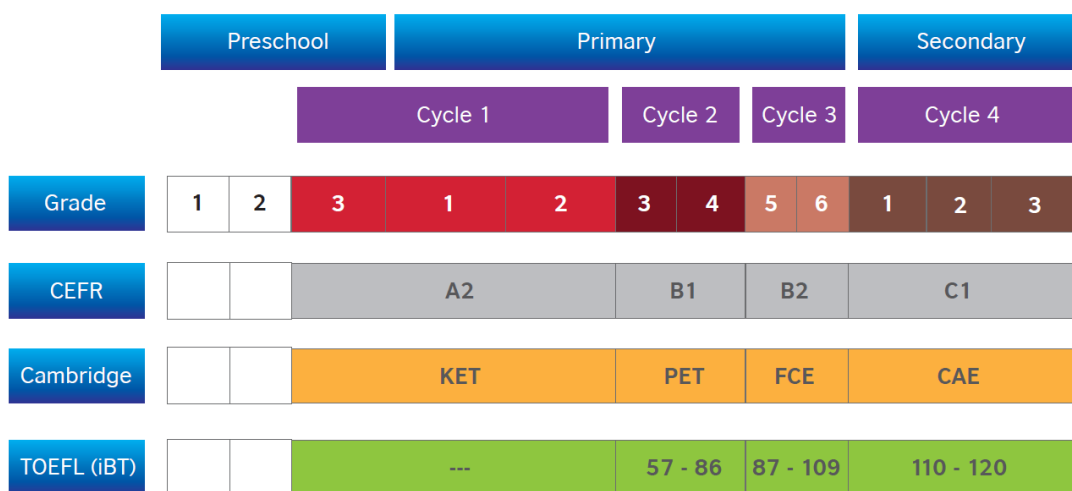 Preschool Primary Secondary
Cycle 1 Cycle 2 Cycle 3 Cycle 4
Grade 1 2 3 1 2 3 4 5 6 1 2 3
CEFR A2 B1 B2 C1
Cambridge KET PET FCE CAE
TOEFL (iBT) --- 57 - 86 87 - 109 110 - 120